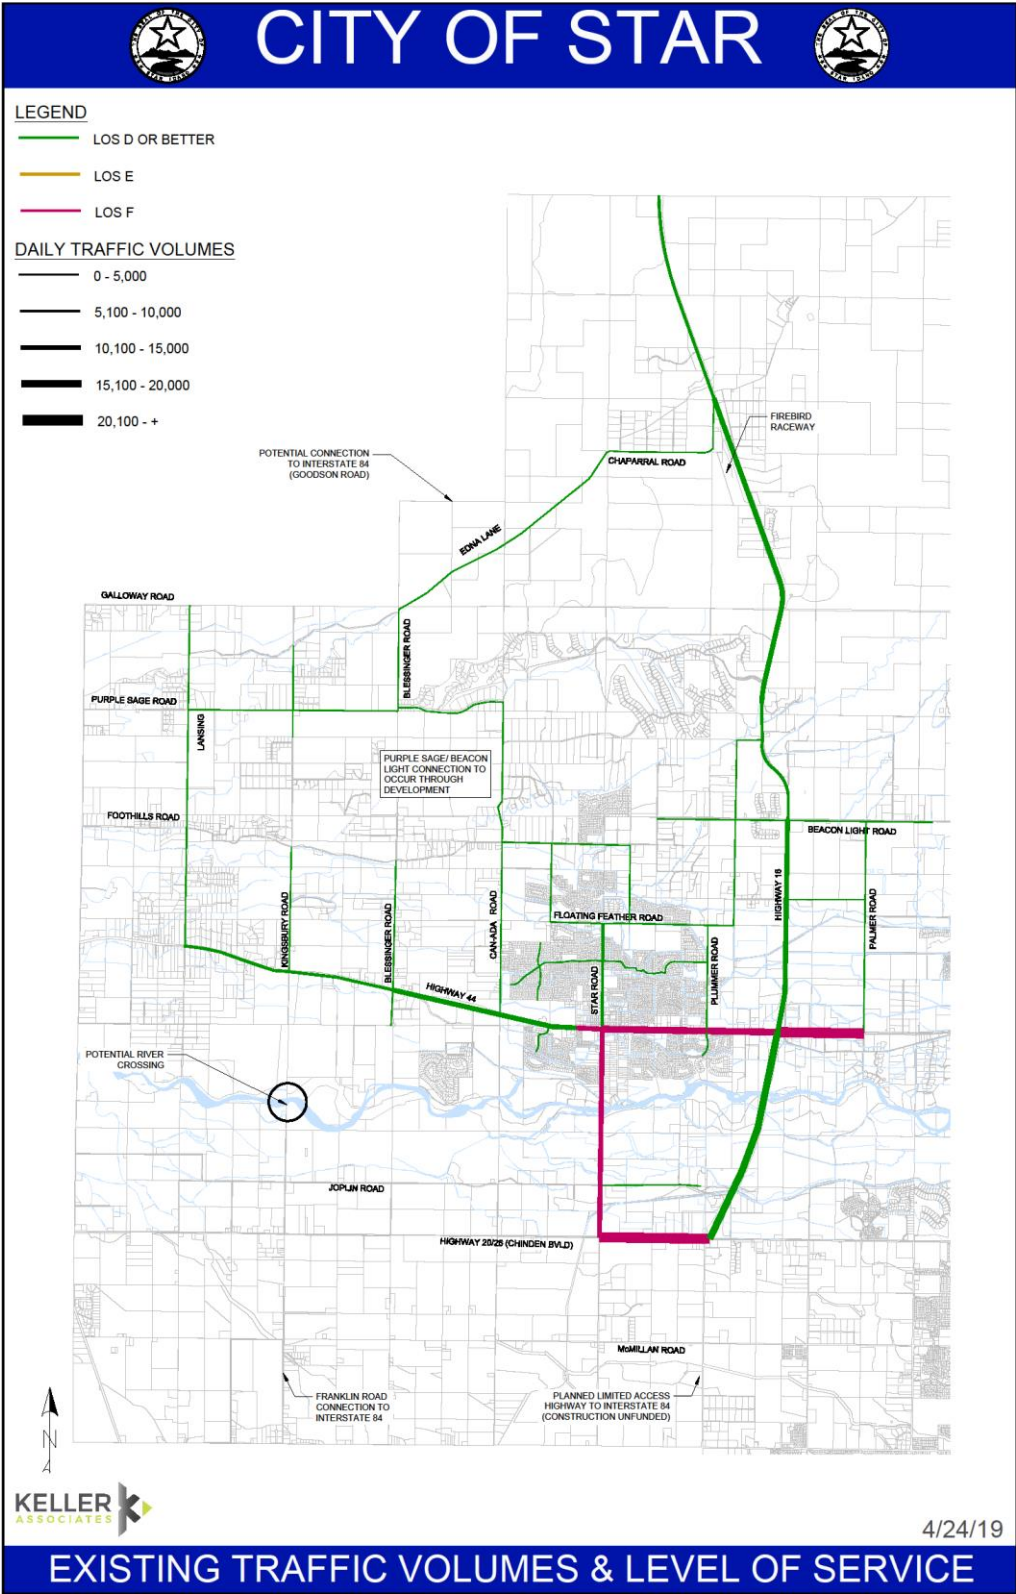 CITY OF STAR
LEGEND
LOS D OR BETTER
LOS E
LOS F
DAILY TRAFFIC VOLUMES
0 - 5,000
5,100 - 10,000
10,100 - 15,000
15,100 - 20,000
20,100 - +
FIREBIRD
RACEWAY
POTENTIAL CONNECTION
TO INTERSTATE 84
(GOODSON ROAD)
CHAPARRAL ROAD
EDNA LANE
GALLOWAY ROAD
BLESSINGER ROAD
PURPLE SAGE ROAD
LANSING
PURPLE SAGE/ BEACON
LIGHT CONNECTION TO
OCCUR THROUGH
DEVELOPMENT
FOOTHILLS ROAD
BEACON LIGHT ROAD
HIGHWAY 16
PALMER ROAD
KINGSBURY ROAD
BLESSINGER ROAD
CAN-ADA ROAD
FLOATING FEATHER ROAD
STAR ROAD
PLUMMER ROAD
HIGHWAY 44
POTENTIAL RIVER
CROSSING
JOPLIN ROAD
HIGHWAY 20/26 (CHINDEN BVLD)
McMILLAN ROAD
FRANKLIN ROAD
CONNECTION TO
INTERSTATE 84
PLANNED LIMITED ACCESS
HIGHWAY TO INTERSTATE 84
(CONSTRUCTION UNFUNDED)
N
KELLER
ASSOCIATES
4/24/19
EXISTING TRAFFIC VOLUMES & LEVEL OF SERVICE